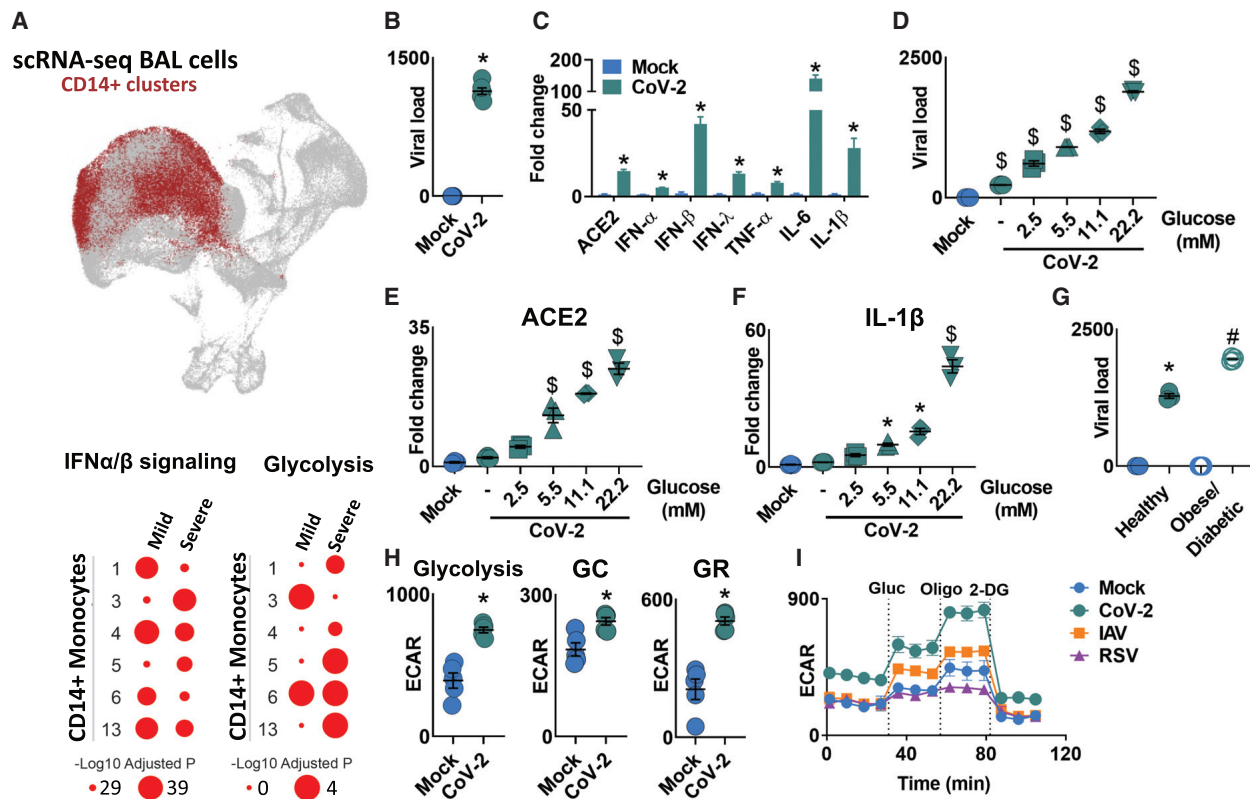 A
scRNA-seq BAL cells
CD14+ clusters
IFNα/β signaling
Glycolysis
Mild
Severe
Mild
Severe
CD14+ Monocytes
1
3
4
5
6
13
CD14+ Monocytes
1
3
4
5
6
13
-Log10 Adjusted P
29
39
-Log10 Adjusted P
0
4
B
Viral load
1500
0
*
Mock
CoV-2
C
Fold change
200
100
50
0
Mock
CoV-2
*
*
*
*
*
*
*
ACE2
IFN-α
IFN-β
IFN-λ
TNF-α
IL-6
IL-1β
D
Viral load
2500
0
$
$
$
$
$
Mock
-
2.5
5.5
11.1
22.2
Glucose
(mM)
CoV-2
E
ACE2
Fold change
35
0
$
$
$
Mock
-
2.5
5.5
11.1
22.2
Glucose
(mM)
CoV-2
F
IL-1β
Fold change
60
0
*
*
$
Mock
-
2.5
5.5
11.1
22.2
Glucose
(mM)
CoV-2
G
Viral load
2500
0
*
#
Healthy
Obese/
Diabetic
H
Glycolysis
ECAR
1000
0
*
Mock
CoV-2
GC
ECAR
300
0
*
Mock
CoV-2
GR
ECAR
600
0
*
Mock
CoV-2
I
Gluc
Oligo
2-DG
ECAR
900
0
0
40
80
120
Time (min)
Mock
CoV-2
IAV
RSV